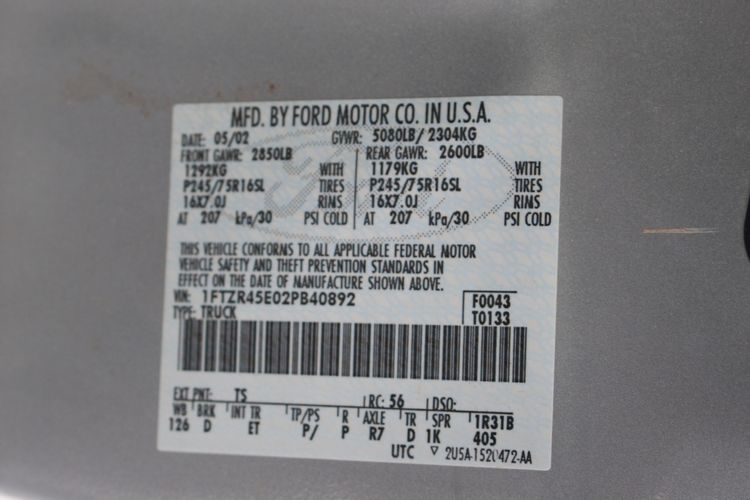 MFD. BY FORD MOTOR CO. IN U.S.A.
DATE: 05/02 GVWR: 5080LB/ 2304KG
FRONT GAWR: 2850LB REAR GAWR: 2600LB
1292KG WITH 1179KG WITH
P245/75R16SL TIRES P245/75R16SL TIRES
16X7.0J RIMS 16X7.0J RIMS
AT 207 kPa/30 PSI COLD AT 207 kPa/30 PSI COLD
THIS VEHICLE CONFORMS TO ALL APPLICABLE FEDERAL MOTOR
VEHICLE SAFETY AND THEFT PREVENTION STANDARDS IN
EFFECT ON THE DATE OF MANUFACTURE SHOWN ABOVE.
VIN: 1FTZR45E02PB40892 F0043
TYPE: TRUCK T0133
EXT PNT: TS RC: 56 DSO:
WB BRK INT TR TP/PS R AXLE TR SPR 1R31B
126 D ET P/ P R7 D 1K 405
UTC ▽ 2U5A-1520472-AA